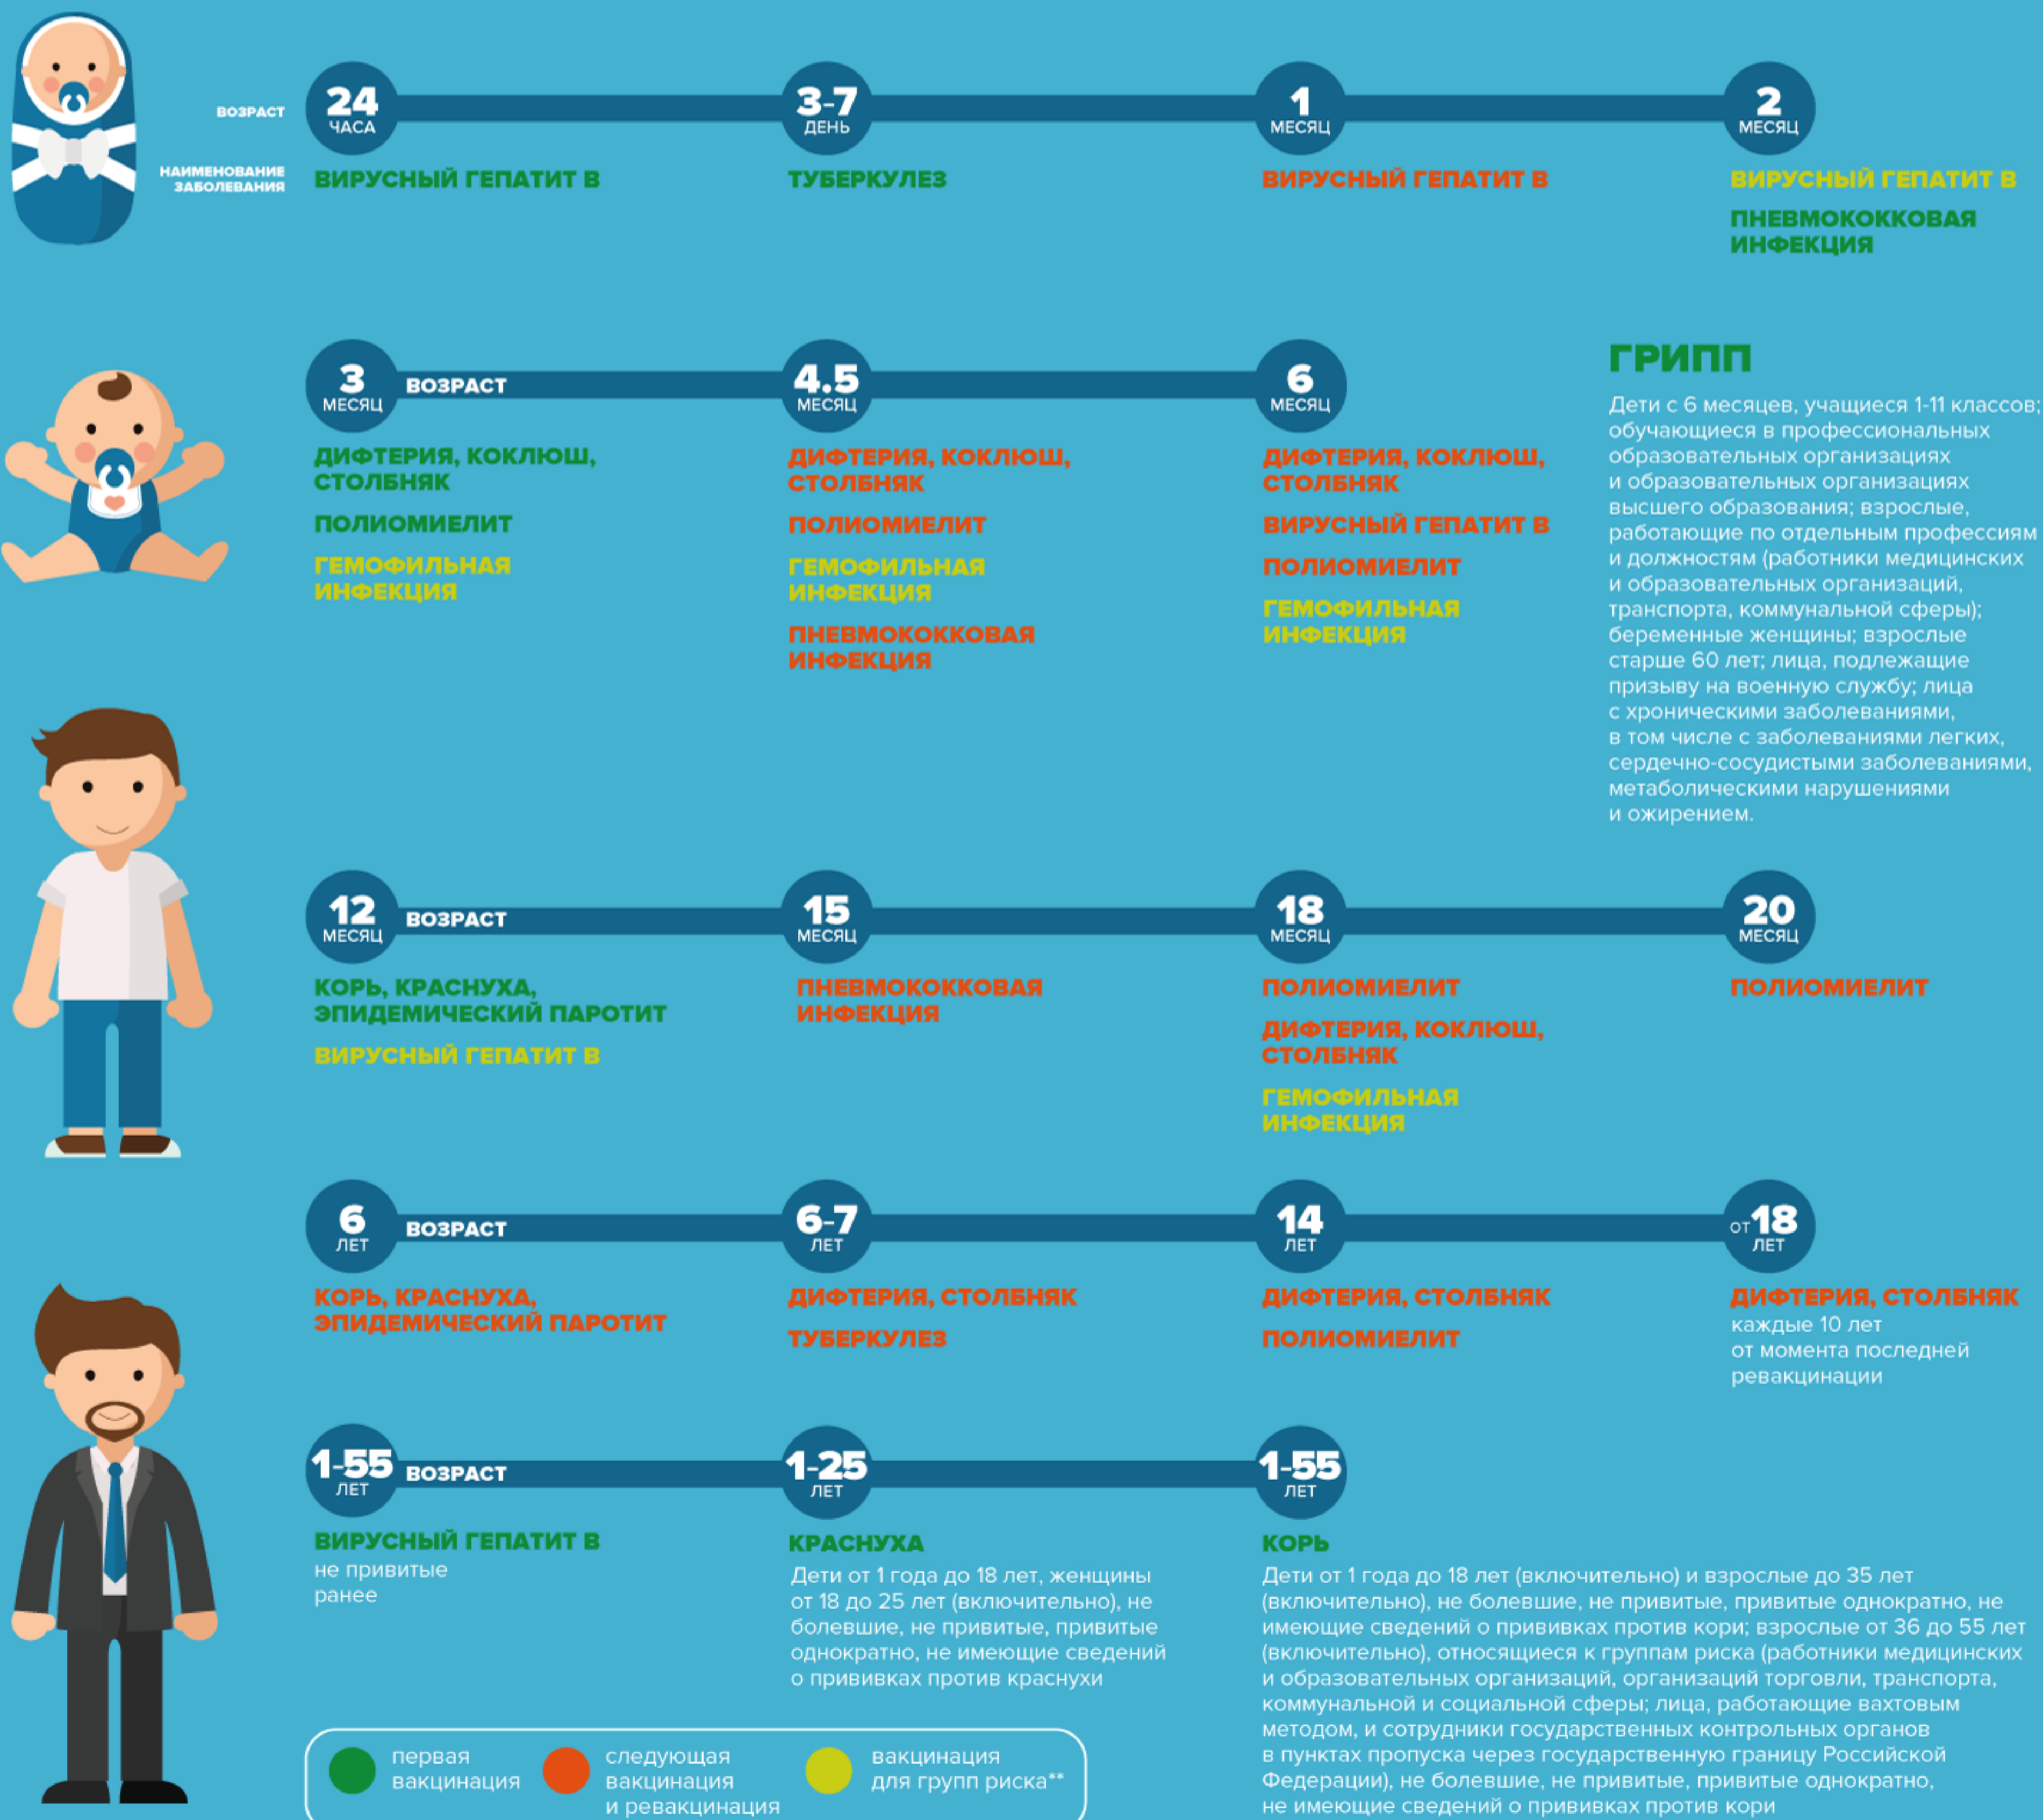 ВОЗРАСТ
НАИМЕНОВАНИЕ
ЗАБОЛЕВАНИЯ
24
ЧАСА
ВИРУСНЫЙ ГЕПАТИТ В
3-7
ДЕНЬ
ТУБЕРКУЛЕЗ
1
МЕСЯЦ
ВИРУСНЫЙ ГЕПАТИТ В
2
МЕСЯЦ
ВИРУСНЫЙ ГЕПАТИТ В
ПНЕВМОКОККОВАЯ
ИНФЕКЦИЯ
3
МЕСЯЦ
ВОЗРАСТ
ДИФТЕРИЯ, КОКЛЮШ,
СТОЛБНЯК
ПОЛИОМИЕЛИТ
ГЕМОФИЛЬНАЯ
ИНФЕКЦИЯ
4.5
МЕСЯЦ
ДИФТЕРИЯ, КОКЛЮШ,
СТОЛБНЯК
ПОЛИОМИЕЛИТ
ГЕМОФИЛЬНАЯ
ИНФЕКЦИЯ
ПНЕВМОКОККОВАЯ
ИНФЕКЦИЯ
6
МЕСЯЦ
ДИФТЕРИЯ, КОКЛЮШ,
СТОЛБНЯК
ВИРУСНЫЙ ГЕПАТИТ В
ПОЛИОМИЕЛИТ
ГЕМОФИЛЬНАЯ
ИНФЕКЦИЯ
ГРИПП
Дети с 6 месяцев, учащиеся 1-11 классов;
обучающиеся в профессиональных
образовательных организациях
и образовательных организациях
высшего образования; взрослые,
работающие по отдельным профессиям
и должностям (работники медицинских
и образовательных организаций,
транспорта, коммунальной сферы);
беременные женщины; взрослые
старше 60 лет; лица, подлежащие
призыву на военную службу; лица
с хроническими заболеваниями,
в том числе с заболеваниями легких,
сердечно-сосудистыми заболеваниями,
метаболическими нарушениями
и ожирением.
12
МЕСЯЦ
ВОЗРАСТ
КОРЬ, КРАСНУХА,
ЭПИДЕМИЧЕСКИЙ ПАРОТИТ
ВИРУСНЫЙ ГЕПАТИТ В
15
МЕСЯЦ
ПНЕВМОКОККОВАЯ
ИНФЕКЦИЯ
18
МЕСЯЦ
ПОЛИОМИЕЛИТ
ДИФТЕРИЯ, КОКЛЮШ,
СТОЛБНЯК
ГЕМОФИЛЬНАЯ
ИНФЕКЦИЯ
20
МЕСЯЦ
ПОЛИОМИЕЛИТ
6
ЛЕТ
ВОЗРАСТ
КОРЬ, КРАСНУХА,
ЭПИДЕМИЧЕСКИЙ ПАРОТИТ
6-7
ЛЕТ
ДИФТЕРИЯ, СТОЛБНЯК
ТУБЕРКУЛЕЗ
14
ЛЕТ
ДИФТЕРИЯ, СТОЛБНЯК
ПОЛИОМИЕЛИТ
от 18
ЛЕТ
ДИФТЕРИЯ, СТОЛБНЯК
каждые 10 лет
от момента последней
ревакцинации
1-55
ЛЕТ
ВОЗРАСТ
ВИРУСНЫЙ ГЕПАТИТ В
не привитые
ранее
1-25
ЛЕТ
КРАСНУХА
Дети от 1 года до 18 лет, женщины
от 18 до 25 лет (включительно), не
болевшие, не привитые, привитые
однократно, не имеющие сведений
о прививках против краснухи
1-55
ЛЕТ
КОРЬ
Дети от 1 года до 18 лет (включительно) и взрослые до 35 лет
(включительно), не болевшие, не привитые, привитые однократно, не
имеющие сведений о прививках против кори; взрослые от 36 до 55 лет
(включительно), относящиеся к группам риска (работники медицинских
и образовательных организаций, организаций торговли, транспорта,
коммунальной и социальной сферы; лица, работающие вахтовым
методом, и сотрудники государственных контрольных органов
в пунктах пропуска через государственную границу Российской
Федерации), не болевшие, не привитые, привитые однократно,
не имеющие сведений о прививках против кори
первая
вакцинация
следующая
вакцинация
и ревакцинация
вакцинация
для групп риска**